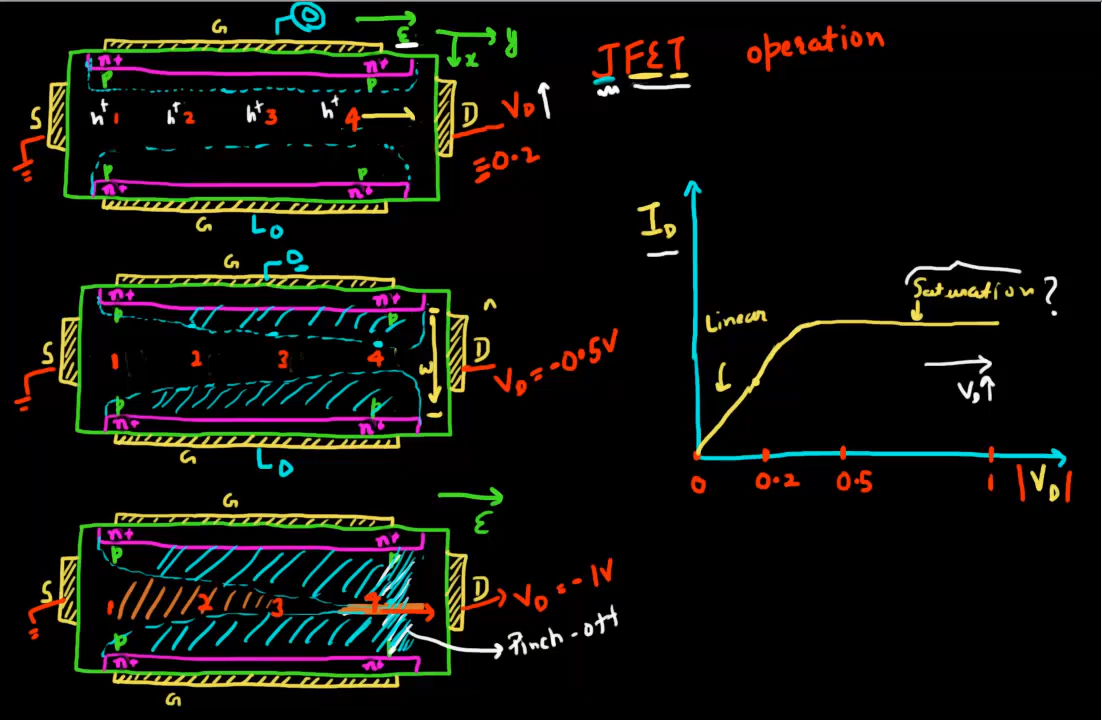 JFET operation
G
ε
y
x
n+ n+
P P
S h+ 1 h+ 2 h+ 3 h+ 4 D VD ↑
= 0.2
P P
n+ n+
G LD
G
n+ n+
P P
S 1 2 3 4 W D VD = -0.5V
P P
n+ n+
G LD
G
ε
n+ n+
P P
S 1 2 3 4 D VD = -1V
P
n+ n+
Pinch-off
G
ID
Saturation ?
Linear
VD↑
0 0.2 0.5 1 |VD|